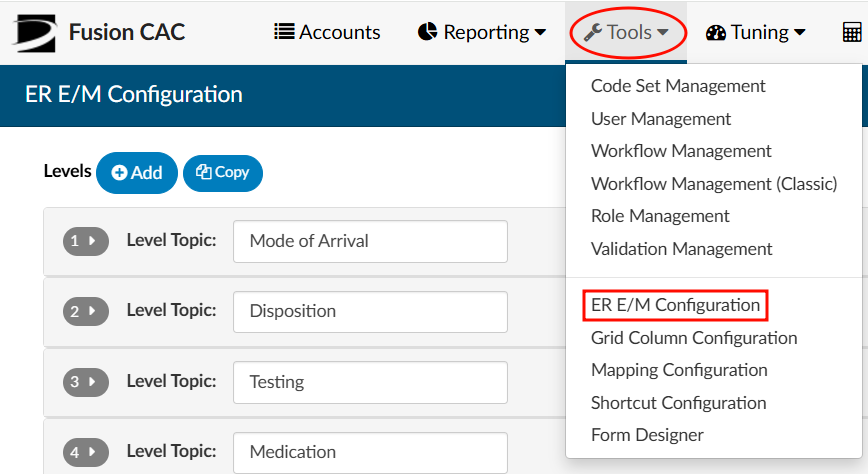 Fusion CAC Accounts Reporting Tools Tuning
ER E/M Configuration
Levels Add Copy
1 Level Topic: Mode of Arrival
2 Level Topic: Disposition
3 Level Topic: Testing
4 Level Topic: Medication
Code Set Management
User Management
Workflow Management
Workflow Management (Classic)
Role Management
Validation Management
ER E/M Configuration
Grid Column Configuration
Mapping Configuration
Shortcut Configuration
Form Designer